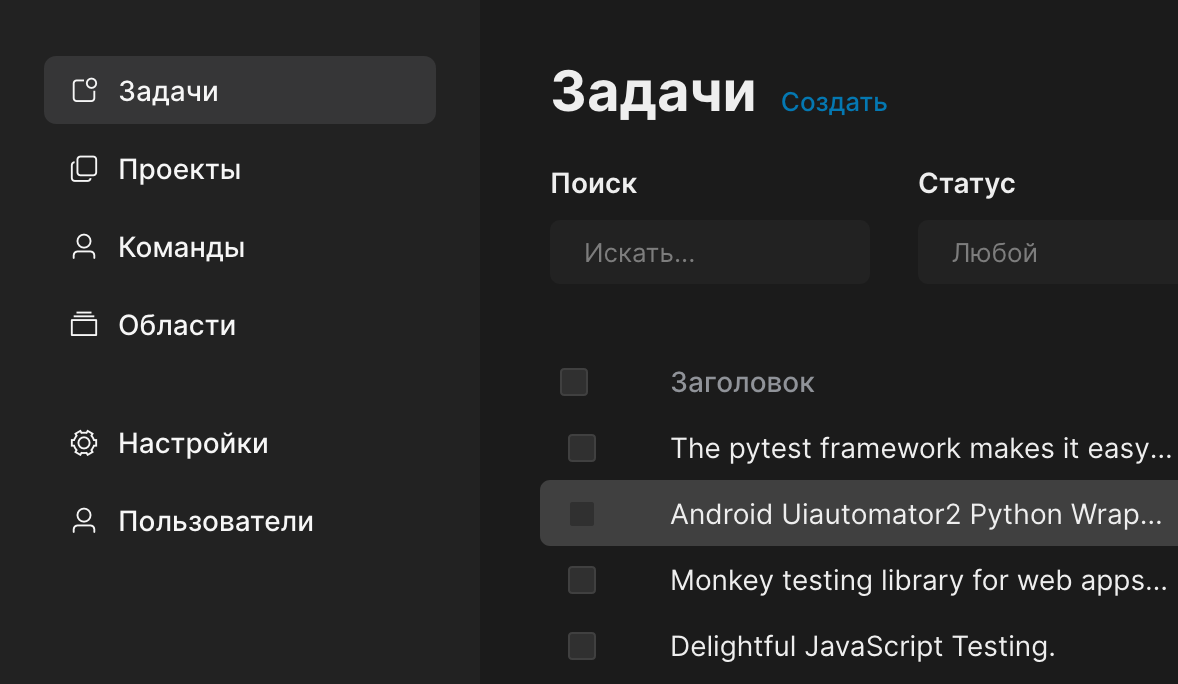 Задачи
Проекты
Команды
Области
Настройки
Пользователи
Задачи Создать
Поиск Статус
Искать... Любой
Заголовок
The pytest framework makes it easy...
Android Uiautomator2 Python Wrap...
Monkey testing library for web apps...
Delightful JavaScript Testing.